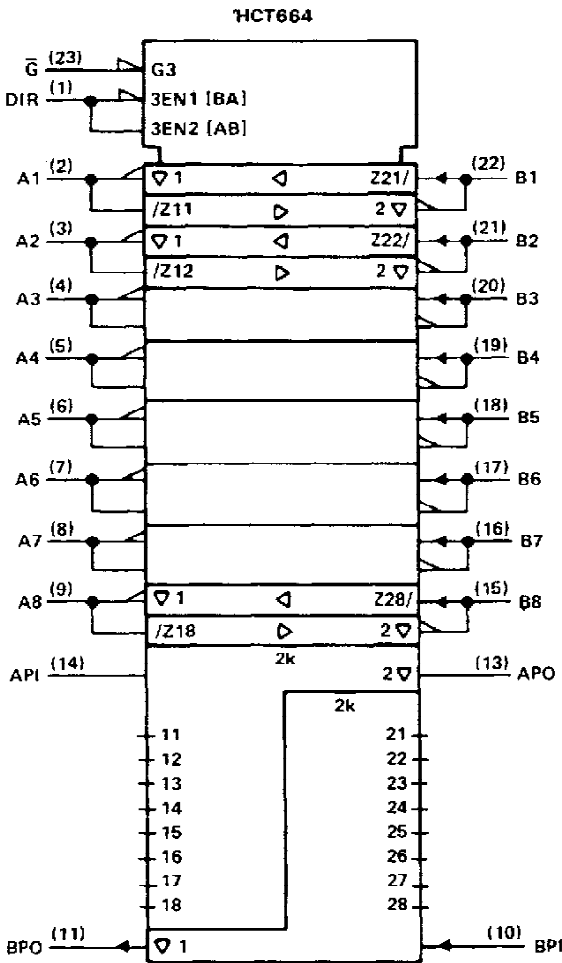 'HCT664
G̅ (23) G3
DIR (1) 3EN1 [BA]
3EN2 [AB]
A1 (2) ▽ 1 ◁ Z21/ (22) B1
/Z11 ▷ 2 ▽
A2 (3) ▽ 1 ◁ Z22/ (21) B2
/Z12 ▷ 2 ▽
A3 (4) (20) B3
A4 (5) (19) B4
A5 (6) (18) B5
A6 (7) (17) B6
A7 (8) (16) B7
A8 (9) ▽ 1 ◁ Z28/ (15) B8
/Z18 ▷ 2 ▽
2k
API (14) 2 ▽ (13) APO
2k
11 21
12 22
13 23
14 24
15 25
16 26
17 27
18 28
BPO (11) ▽ 1 (10) BPI